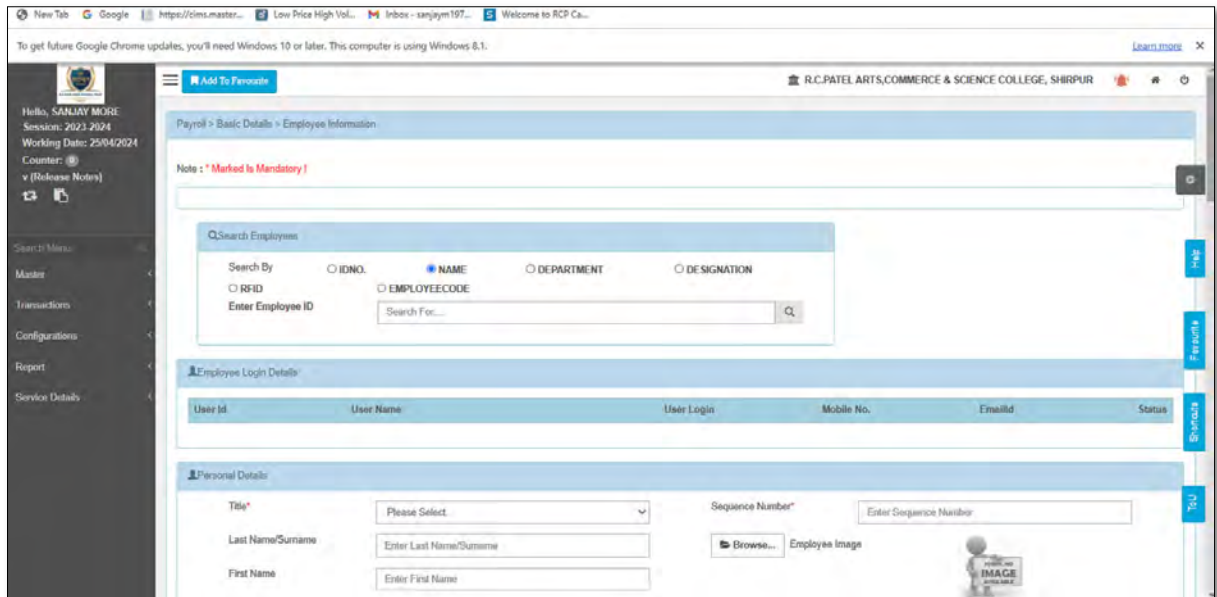 New Tab G Google https://cims.master... Low Price High Vol... Inbox - sanjaym197... S Welcome to RCP Ca...
To get future Google Chrome updates, you'll need Windows 10 or later. This computer is using Windows 8.1. Learn more X
Add To Favourite R.C.PATEL ARTS,COMMERCE & SCIENCE COLLEGE, SHIRPUR
Hello, SANJAY MORE
Session: 2023-2024
Working Date: 25/04/2024
Counter: 0
v (Release Notes)
Search Menu
Master
Transactions
Configurations
Report
Service Details
Payroll > Basic Details > Employee Information
Note : * Marked Is Mandatory !
Search Employees
Search By IDNO. NAME DEPARTMENT DESIGNATION
RFID EMPLOYEECODE
Enter Employee ID Search For....
Employee Login Details
User Id User Name User Login Mobile No. EmailId Status
Personal Details
Title* Please Select Sequence Number* Enter Sequence Number
Last Name/Surname Enter Last Name/Surname Browse... Employee Image
First Name Enter First Name
IMAGE
AVAILABLE
Help
Favourite
Shortcuts
ToU